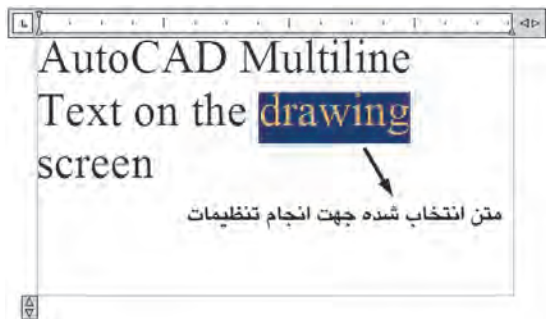 AutoCAD Multiline
Text on the drawing
screen
متن انتخاب شده جهت انجام تنظیمات